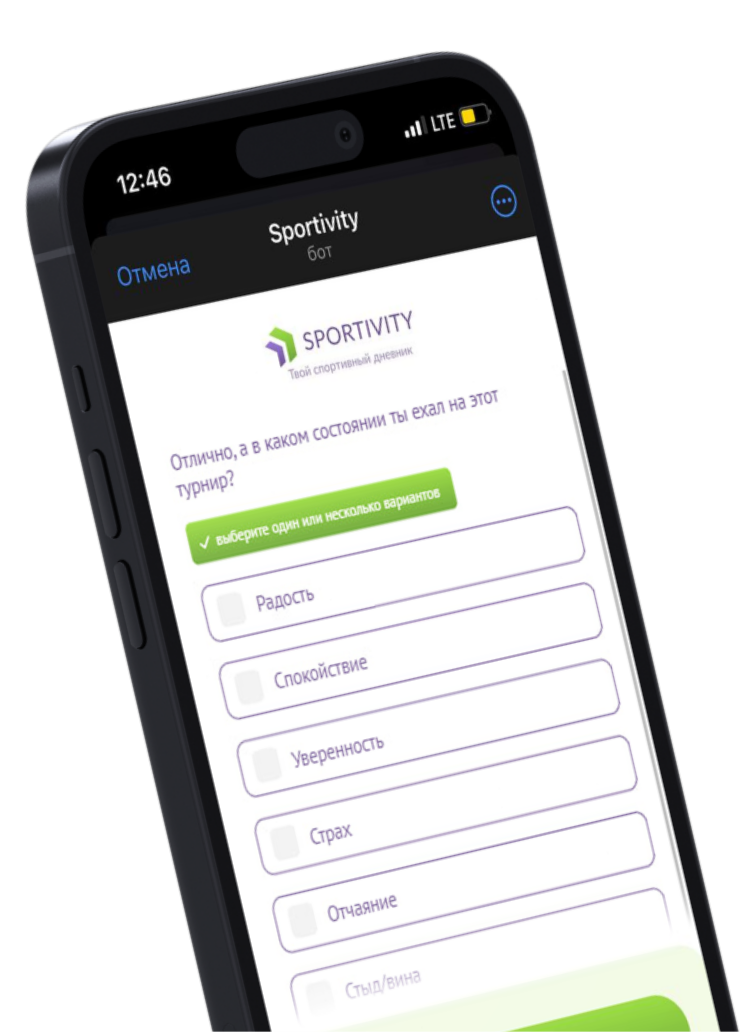 12:46
LTE
Sportivity
бот
Отмена
SPORTIVITY
Твой спортивный дневник
Отлично, а в каком состоянии ты ехал на этот
турнир?
✓ выберите один или несколько вариантов
Радость
Спокойствие
Уверенность
Страх
Отчаяние
Стыд/вина